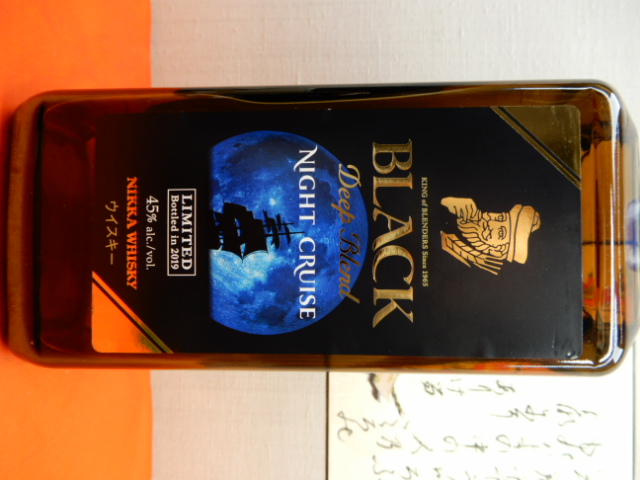 KING of BLENDERS Since 1965
BLACK
Deep Blend
NIGHT CRUISE
LIMITED
Bottled in 2019
45% alc./vol.
NIKKA WHISKY
ウイスキー